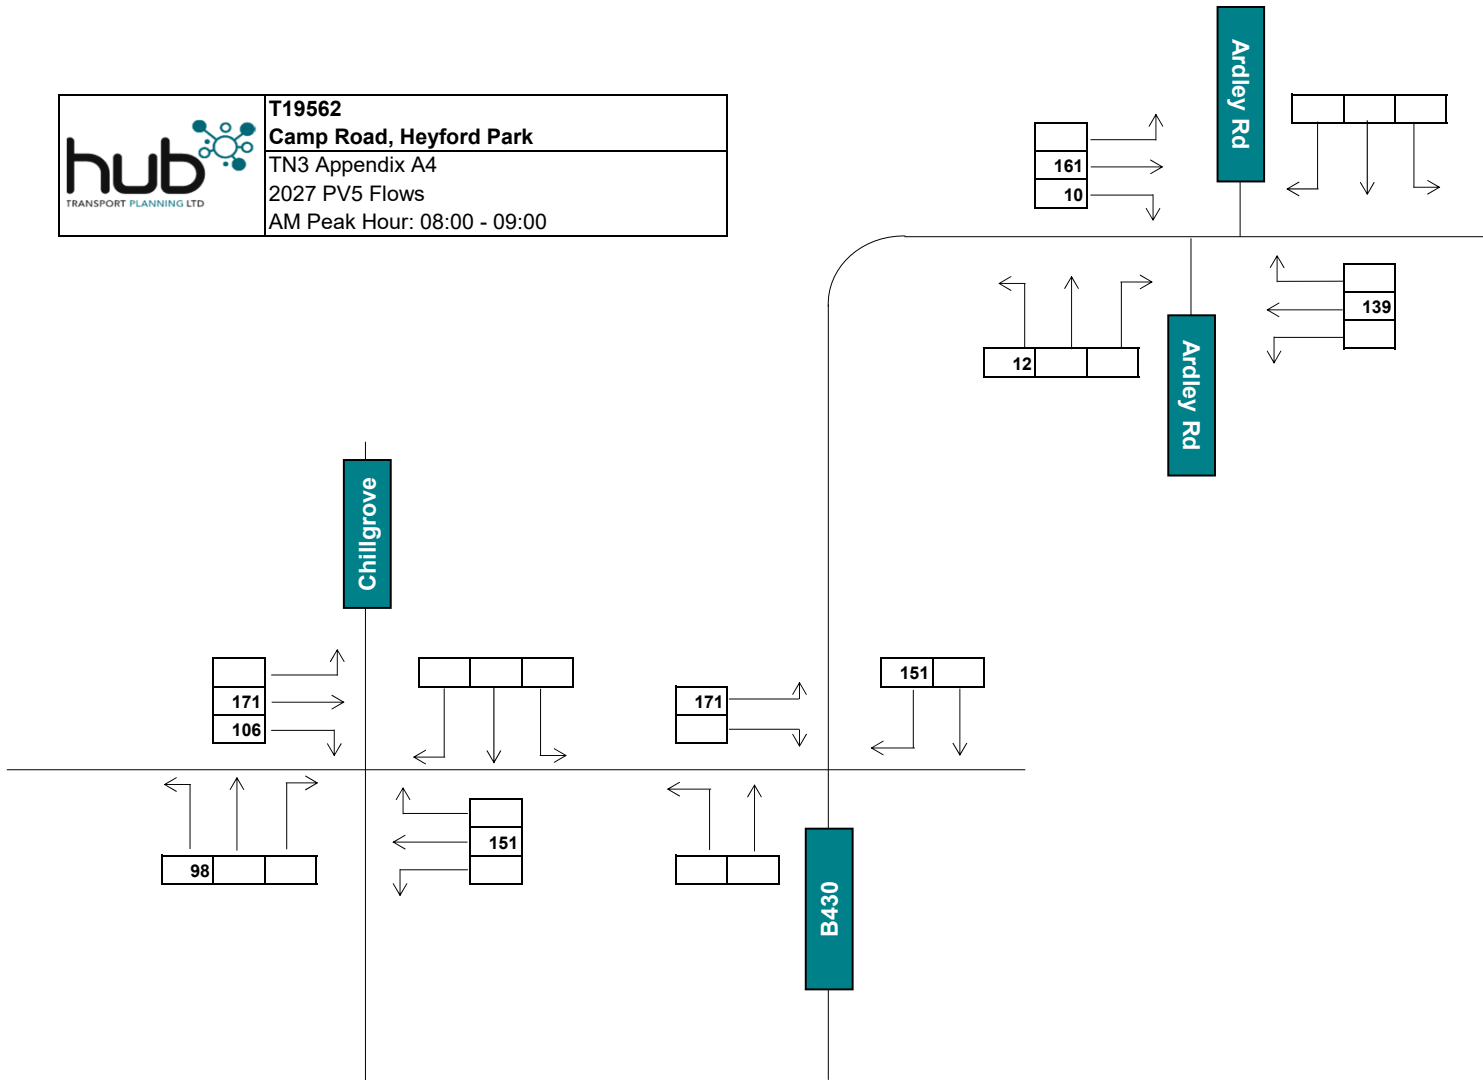 hub
TRANSPORT PLANNING LTD
T19562
Camp Road, Heyford Park
TN3 Appendix A4
2027 PV5 Flows
AM Peak Hour: 08:00 - 09:00
Ardley Rd
161
10
139
12
Ardley Rd
Chillgrove
171
106
171
151
151
98
B430